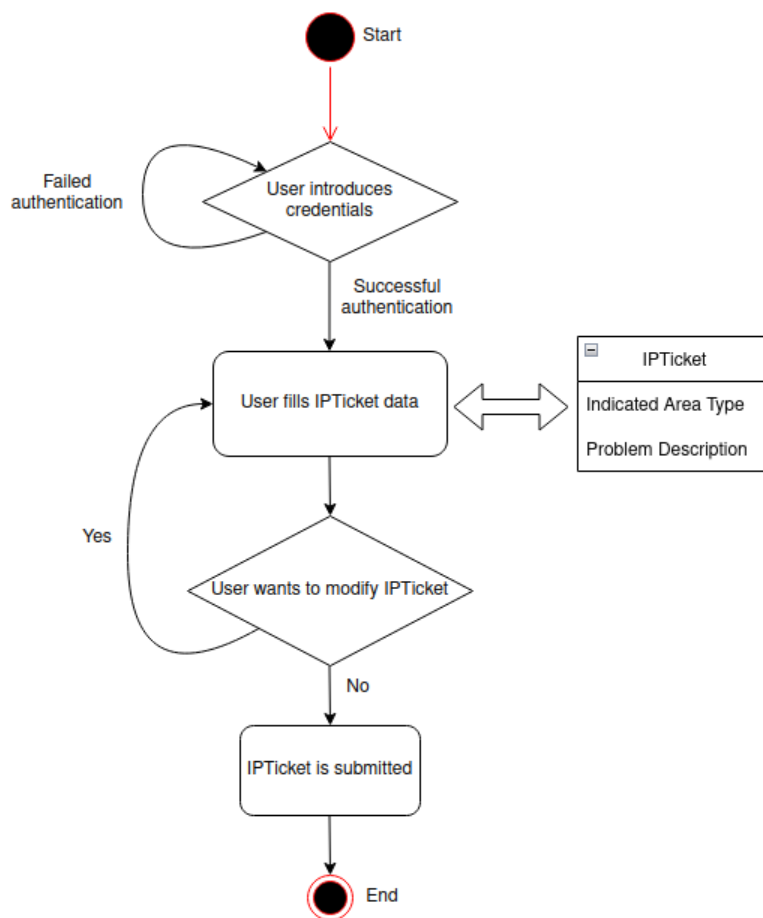 Start
User introduces
credentials
Failed
authentication
Successful
authentication
User fills IPTicket data
IPTicket
Indicated Area Type
Problem Description
Yes
User wants to modify IPTicket
No
IPTicket is submitted
End